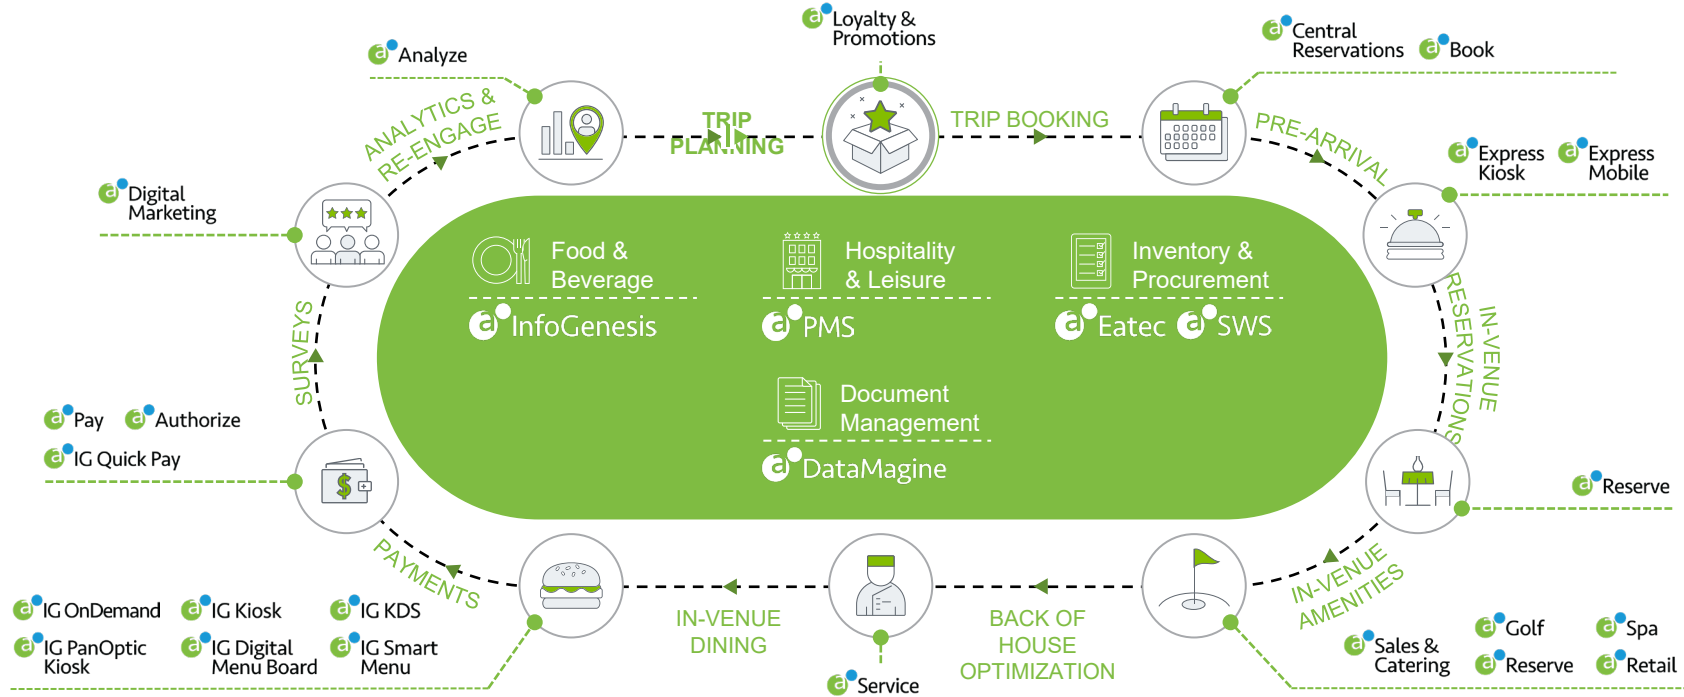 Loyalty &
Promotions
Central
Reservations
Book
Analyze
ANALYTICS &
RE-ENGAGE
TRIP
PLANNING
TRIP BOOKING
PRE-ARRIVAL
Express
Kiosk
Express
Mobile
Digital
Marketing
Food &
Beverage
InfoGenesis
Hospitality
& Leisure
PMS
Inventory &
Procurement
Eatec
SWS
Document
Management
DataMagine
IN-VENUE
RESERVATIONS
SURVEYS
Pay
Authorize
IG Quick Pay
Reserve
PAYMENTS
IN-VENUE
DINING
BACK OF
HOUSE
OPTIMIZATION
IN-VENUE
AMENITIES
IG OnDemand
IG Kiosk
IG KDS
IG PanOptic
Kiosk
IG Digital
Menu Board
IG Smart
Menu
Service
Sales &
Catering
Golf
Spa
Reserve
Retail